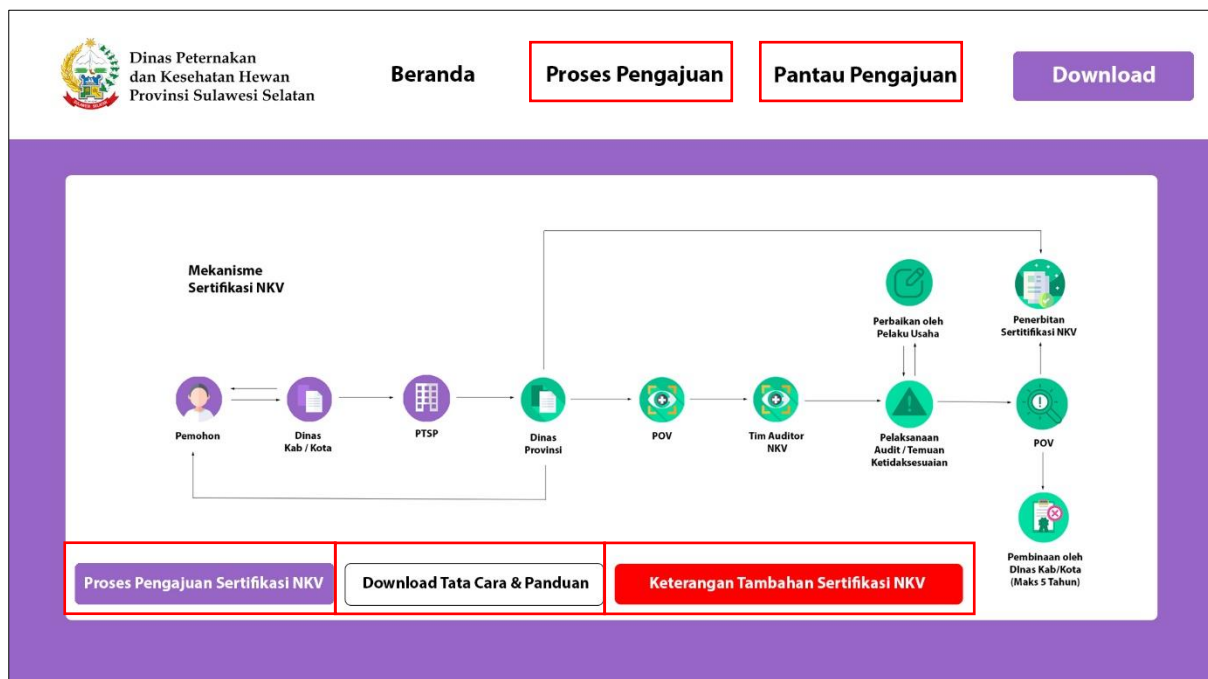 Dinas Peternakan
dan Kesehatan Hewan
Provinsi Sulawesi Selatan
Beranda
Proses Pengajuan
Pantau Pengajuan
Download
Mekanisme
Sertifikasi NKV
Perbaikan oleh
Pelaku Usaha
Penerbitan
Sertitifikasi NKV
Pemohon
Dinas
Kab / Kota
PTSP
Dinas
Provinsi
POV
Tim Auditor
NKV
Pelaksanaan
Audit / Temuan
Ketidaksesuaian
POV
Pembinaan oleh
DInas Kab/Kota
(Maks 5 Tahun)
Proses Pengajuan Sertifikasi NKV
Download Tata Cara & Panduan
Keterangan Tambahan Sertifikasi NKV